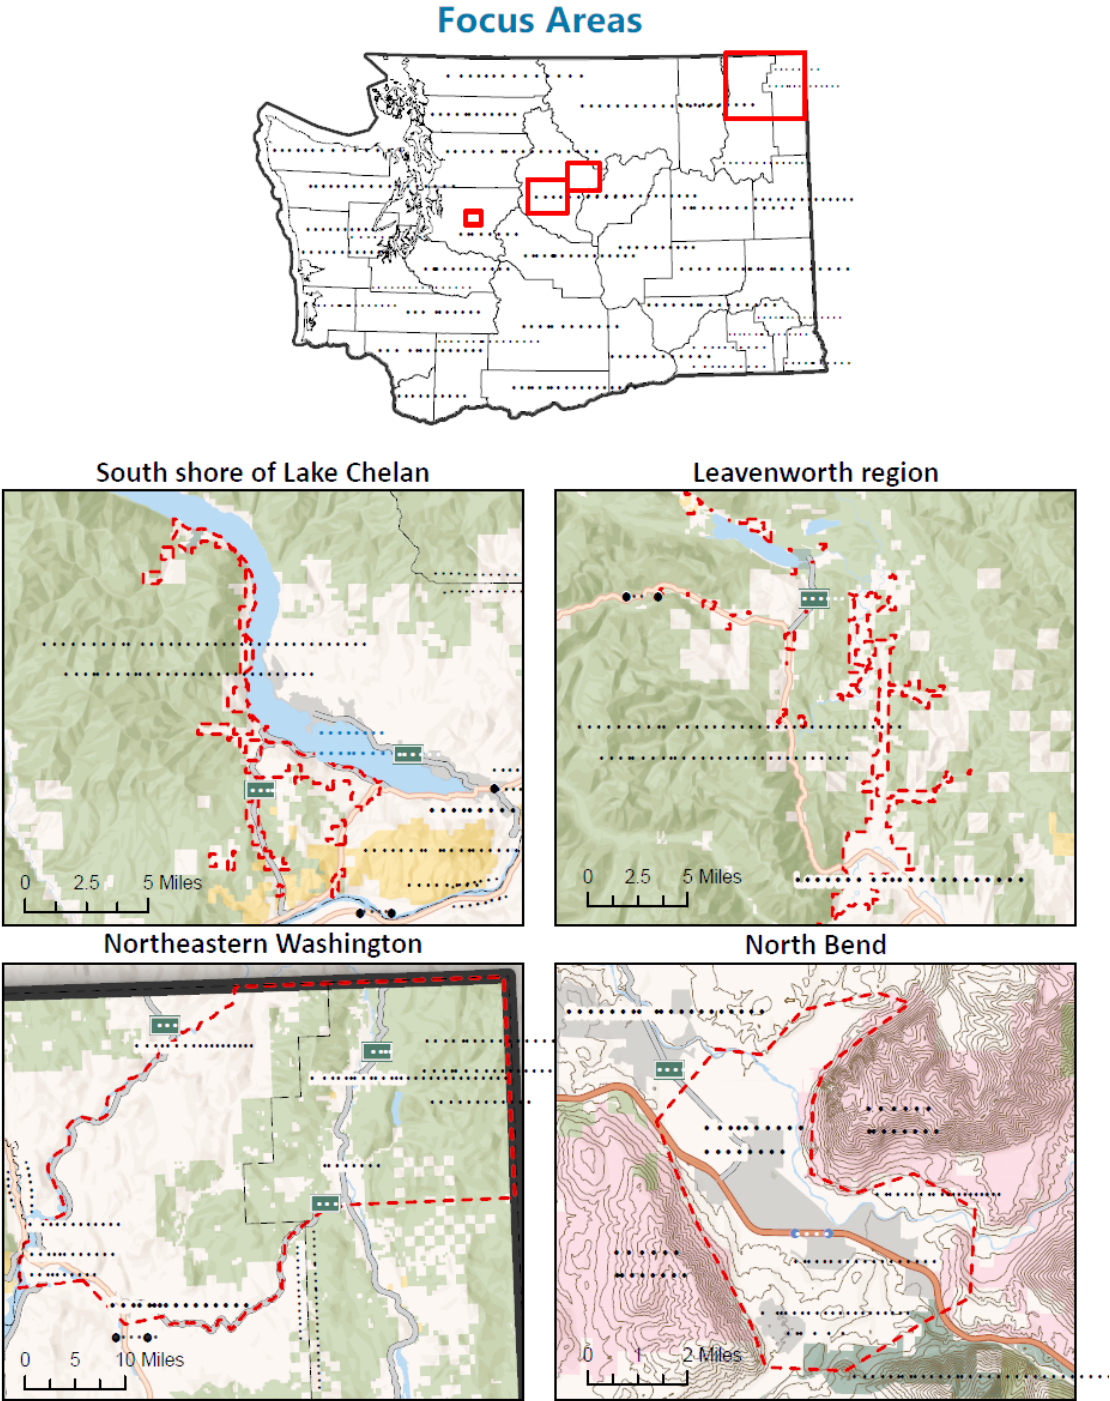 Focus Areas
South shore of Lake Chelan
Leavenworth region
0 2.5 5 Miles
0 2.5 5 Miles
Northeastern Washington
North Bend
0 5 10 Miles
0 1 2 Miles